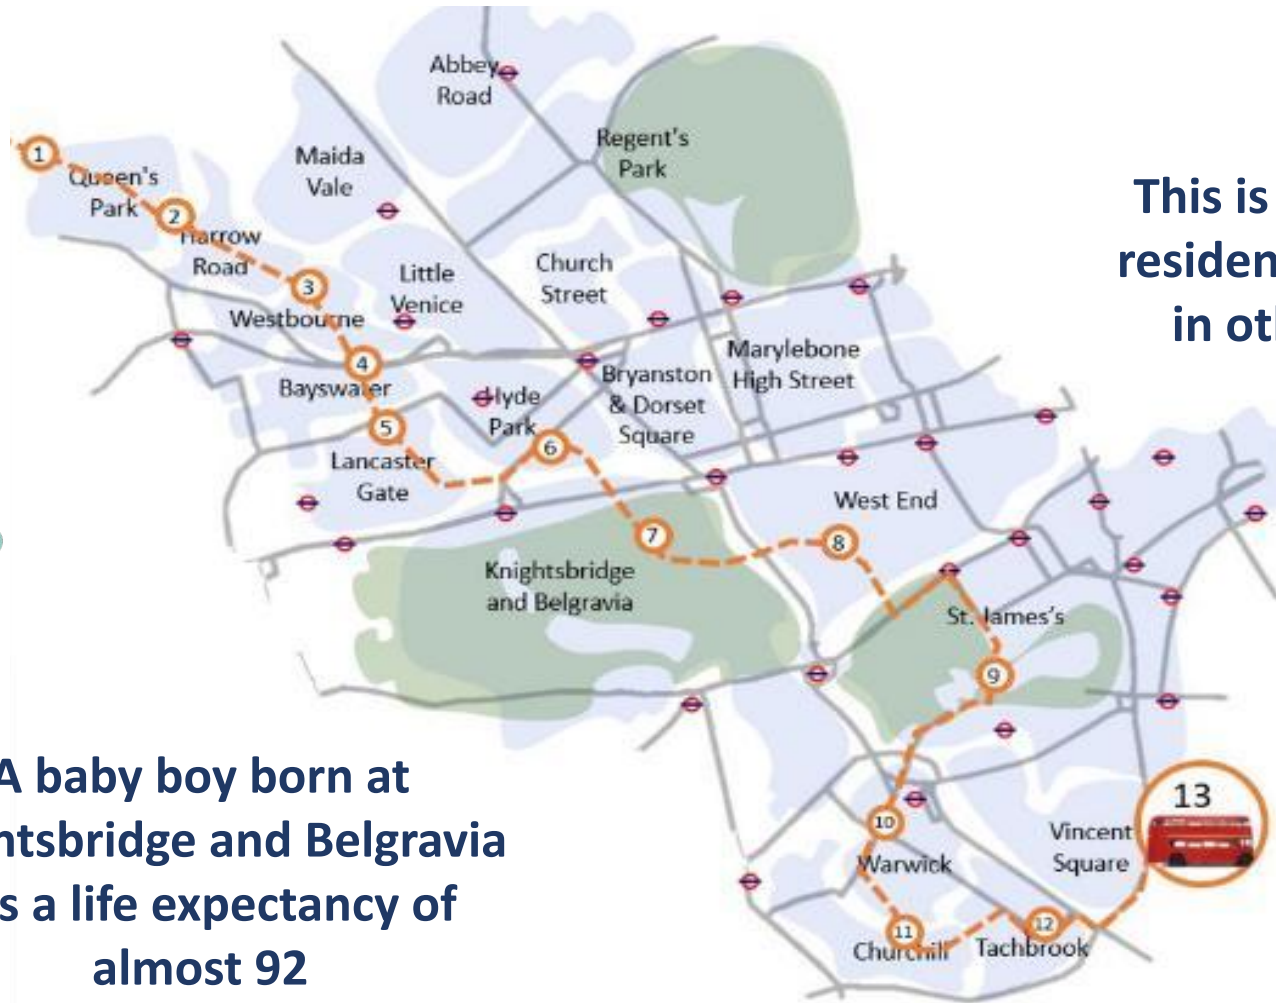 Abbey
Road
Regent's
Park
1
Maida
Vale
Queen's
Park
2
Harrow
Road
This is
residen
in oth
Church
Street
Little
Venice
3
Westbourne
Marylebone
High Street
4
Bayswater
Bryanston
& Dorset
Square
Hyde
Park
5
6
Lancaster
Gate
West End
7
8
Knightsbridge
and Belgravia
St. James's
9
A baby boy born at
ntsbridge and Belgravia
s a life expectancy of
almost 92
13
10
Vincent
Square
Warwick
11
12
Churchill
Tachbrook